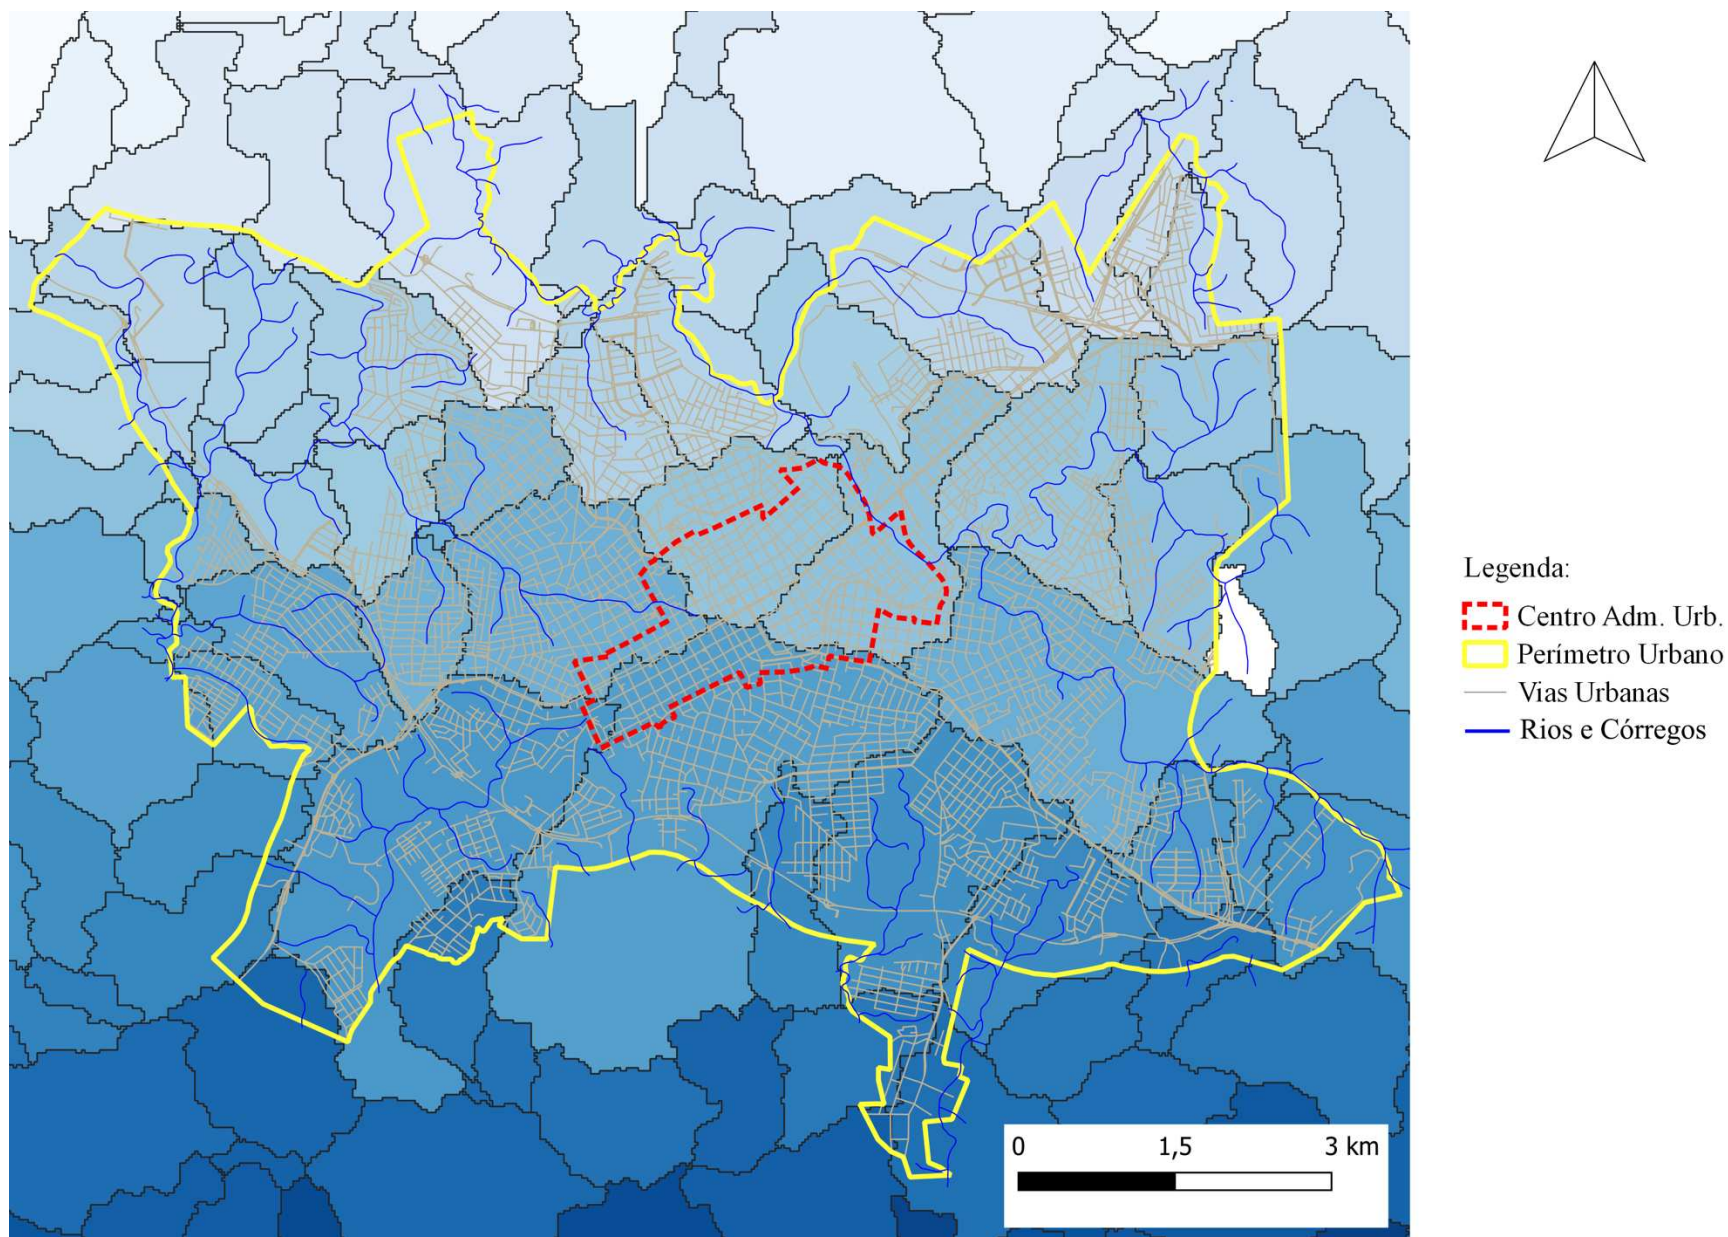 Legenda:
Centro Adm. Urb.
Perímetro Urbano
Vias Urbanas
Rios e Córregos
0 1,5 3 km